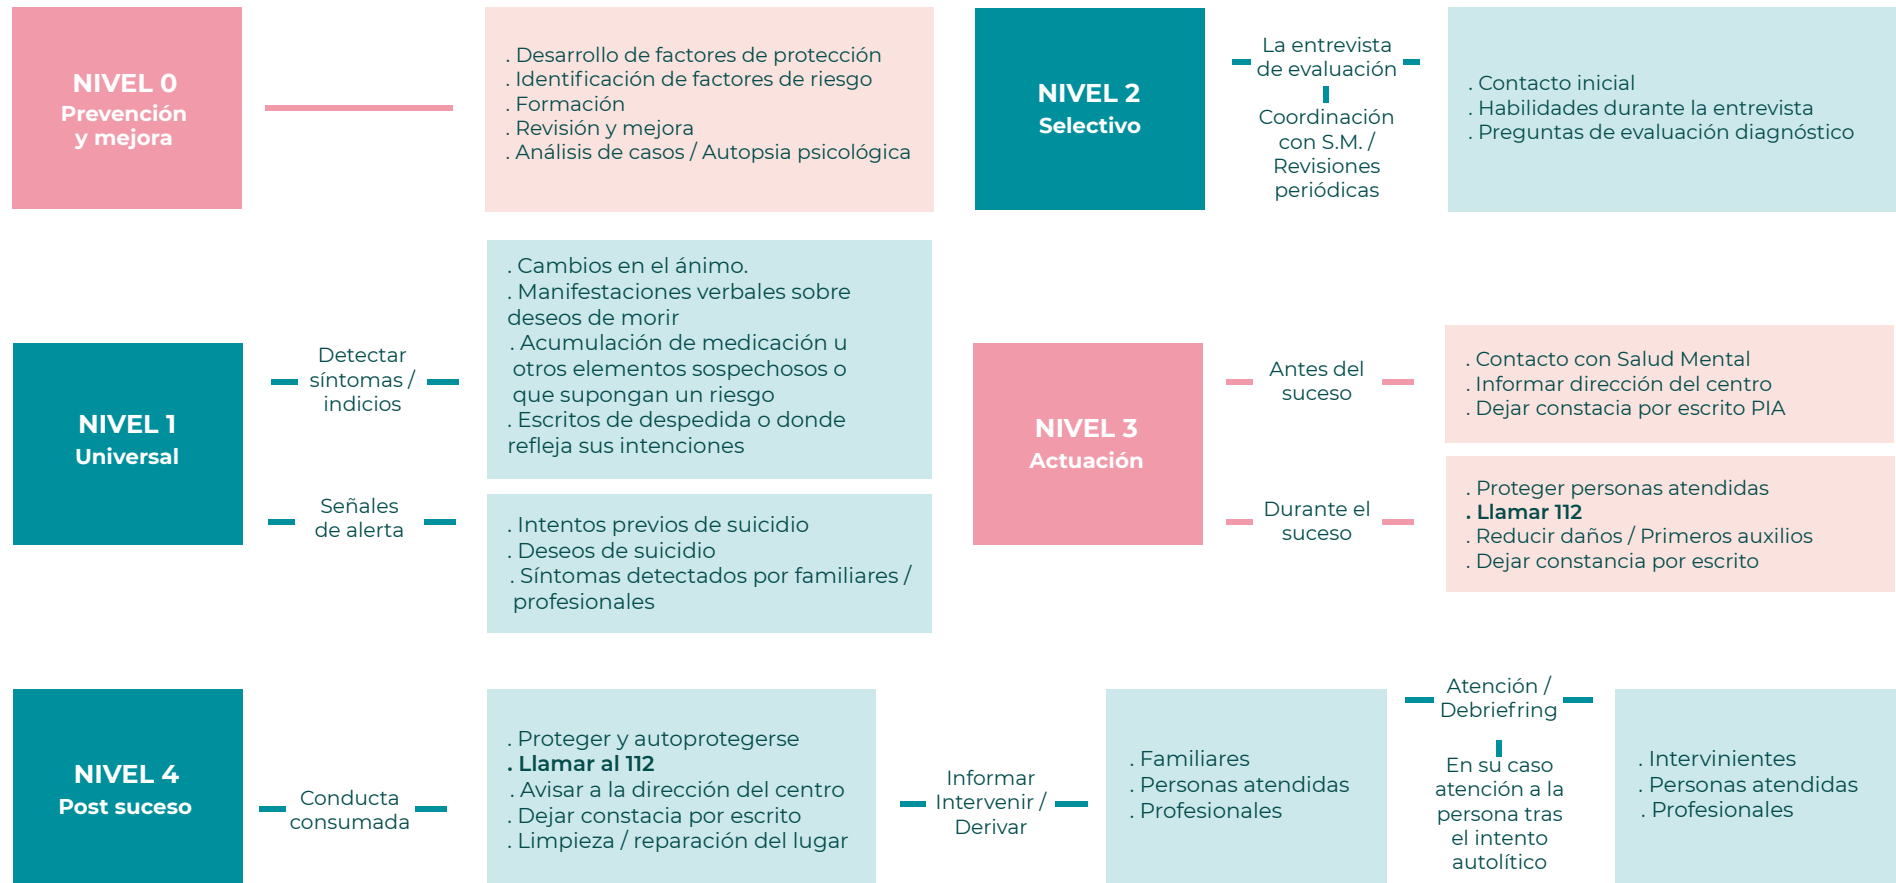 NIVEL 0
Prevención
y mejora
. Desarrollo de factores de protección
. Identificación de factores de riesgo
. Formación
. Revisión y mejora
. Análisis de casos / Autopsia psicológica
NIVEL 2
Selectivo
La entrevista
de evaluación
Coordinación
con S.M. /
Revisiones
periódicas
. Contacto inicial
. Habilidades durante la entrevista
. Preguntas de evaluación diagnóstico
NIVEL 1
Universal
Detectar
síntomas /
indicios
. Cambios en el ánimo.
. Manifestaciones verbales sobre
deseos de morir
. Acumulación de medicación u
otros elementos sospechosos o
que supongan un riesgo
. Escritos de despedida o donde
refleja sus intenciones
Señales
de alerta
. Intentos previos de suicidio
. Deseos de suicidio
. Síntomas detectados por familiares /
profesionales
NIVEL 3
Actuación
Antes del
suceso
. Contacto con Salud Mental
. Informar dirección del centro
. Dejar constacia por escrito PIA
Durante el
suceso
. Proteger personas atendidas
. Llamar 112
. Reducir daños / Primeros auxilios
. Dejar constancia por escrito
NIVEL 4
Post suceso
Conducta
consumada
. Proteger y autoprotegerse
. Llamar al 112
. Avisar a la dirección del centro
. Dejar constacia por escrito
. Limpieza / reparación del lugar
Informar
Intervenir /
Derivar
. Familiares
. Personas atendidas
. Profesionales
Atención /
Debriefring
En su caso
atención a la
persona tras
el intento
autolítico
. Intervinientes
. Personas atendidas
. Profesionales